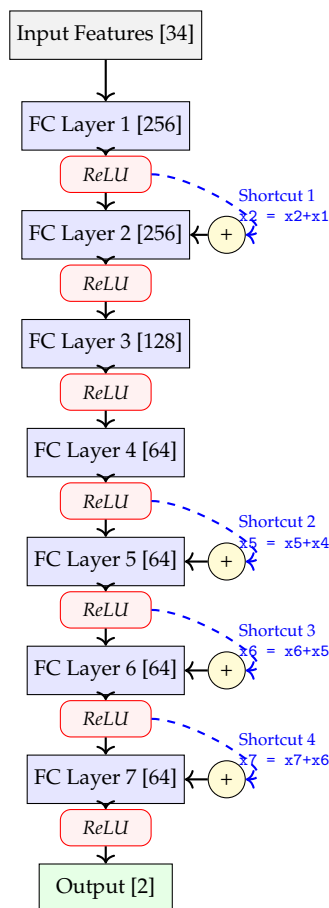 Input Features [34]
FC Layer 1 [256]
ReLU
Shortcut 1
x2 = x2+x1
FC Layer 2 [256]
+
ReLU
FC Layer 3 [128]
ReLU
FC Layer 4 [64]
ReLU
Shortcut 2
x5 = x5+x4
FC Layer 5 [64]
+
ReLU
Shortcut 3
x6 = x6+x5
FC Layer 6 [64]
+
ReLU
Shortcut 4
x7 = x7+x6
FC Layer 7 [64]
+
ReLU
Output [2]